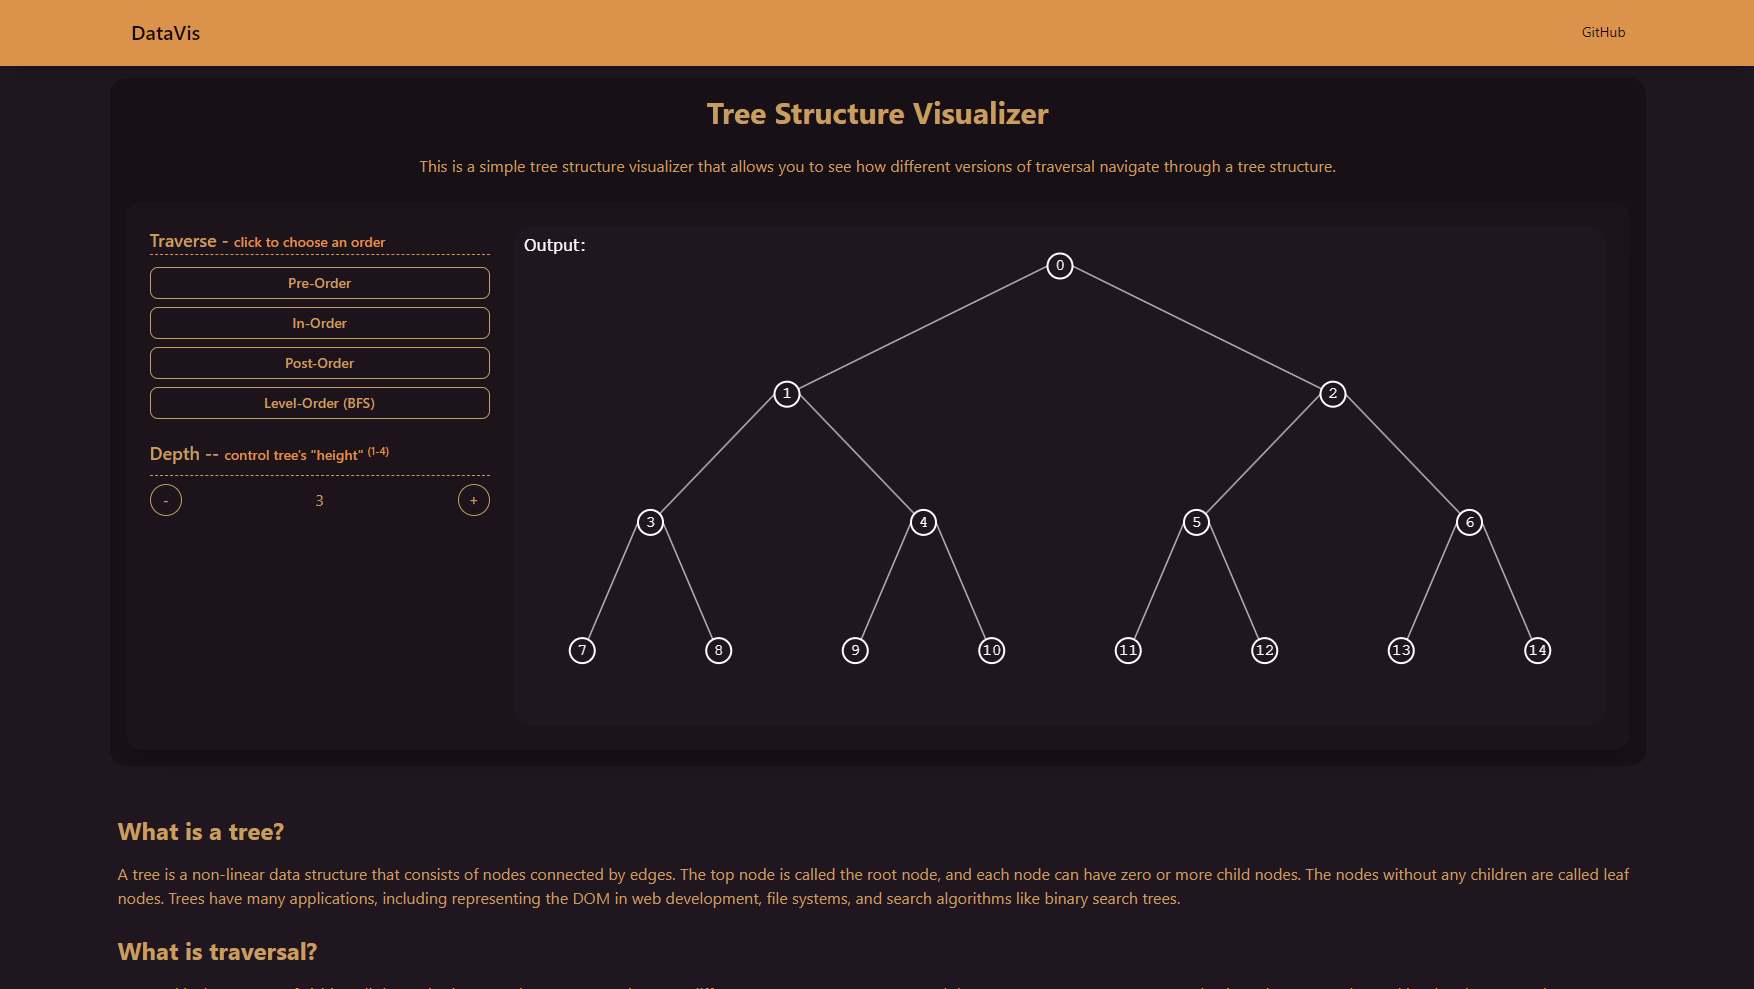 DataVis
GitHub
Tree Structure Visualizer
This is a simple tree structure visualizer that allows you to see how different versions of traversal navigate through a tree structure.
Traverse - click to choose an order
Pre-Order
In-Order
Post-Order
Level-Order (BFS)
Depth -- control tree's "height" (1-4)
- 3 +
Output:
0
1 2
3 4 5 6
7 8 9 10 11 12 13 14
What is a tree?
A tree is a non-linear data structure that consists of nodes connected by edges. The top node is called the root node, and each node can have zero or more child nodes. The nodes without any children are called leaf
nodes. Trees have many applications, including representing the DOM in web development, file systems, and search algorithms like binary search trees.
What is traversal?